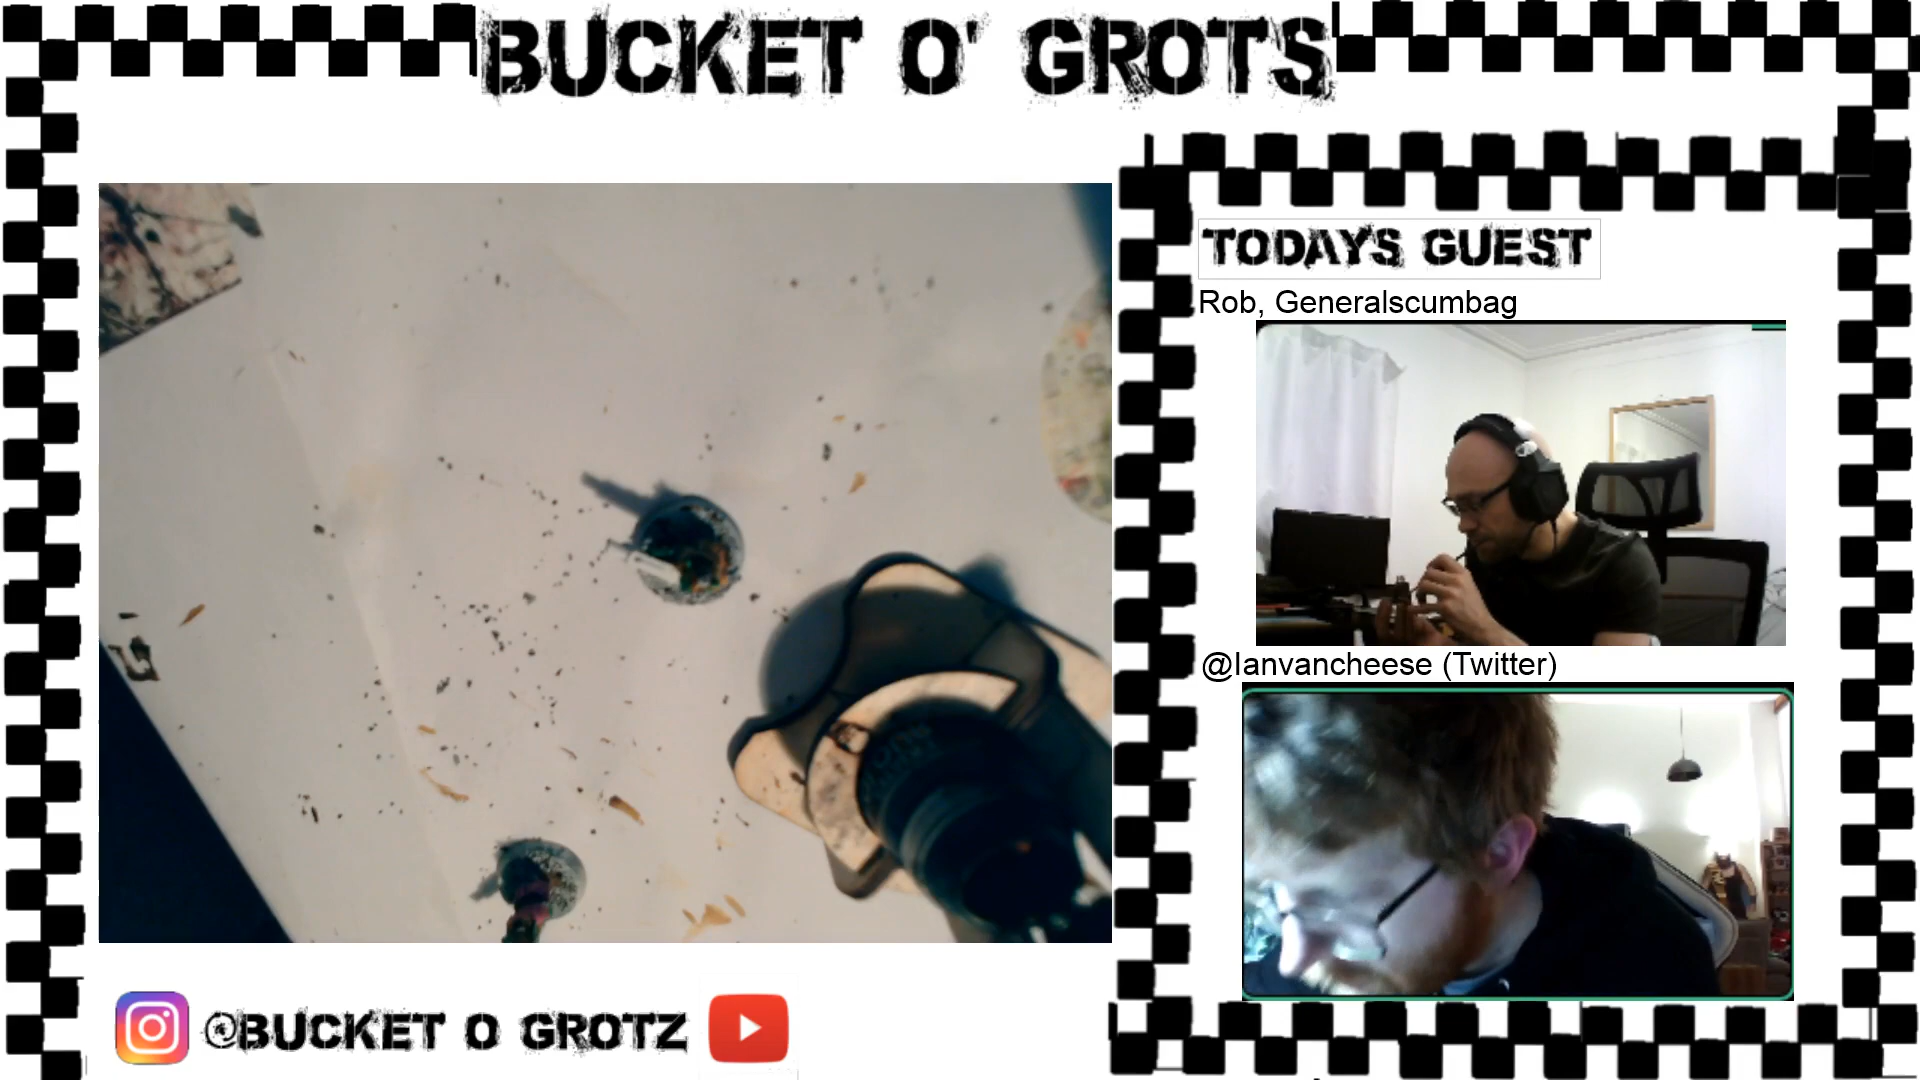 BUCKET O' GROTS
TODAYS GUEST
Rob, Generalscumbag
@Ianvancheese (Twitter)
@BUCKET O GROTZ